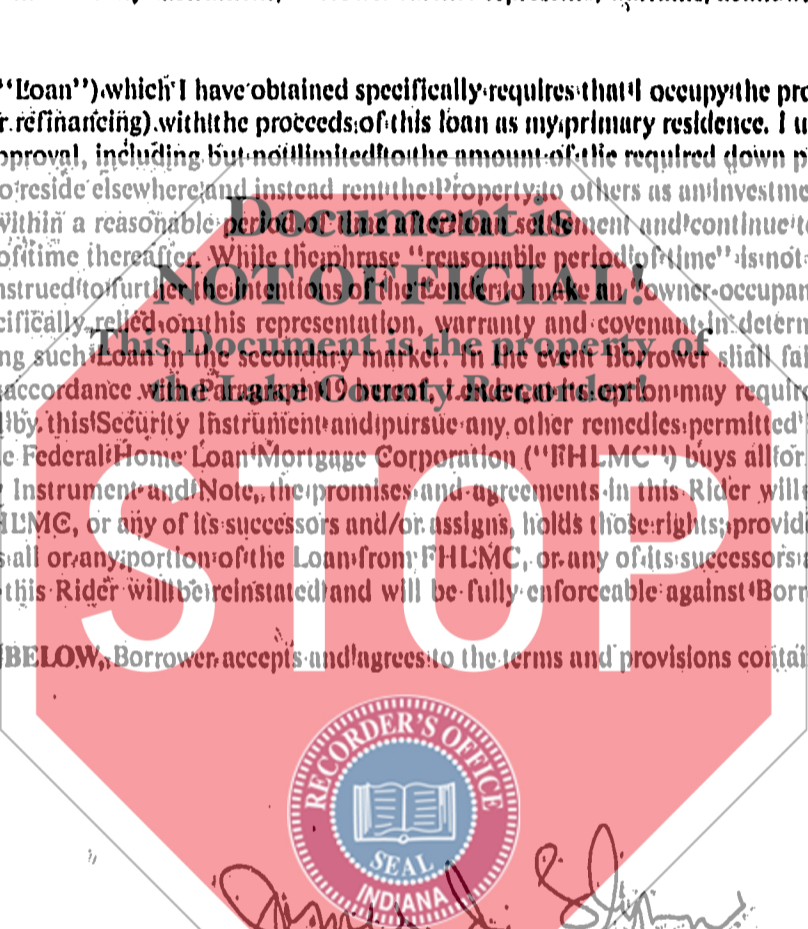 "Loan") which I have obtained specifically requires that I occupy the pro
r refinancing) with the proceeds of this loan as my primary residence. I u
pproval, including but not limited to the amount of the required down p
o reside elsewhere and instead rent the Property to others as an investme
within a reasonable period of time after loan settlement and continue t
Document is
of time thereafter. While the phrase "reasonable period of time" is not
NOT OFFICIAL!
nstrued to further the intentions of the Lender to make an owner-occupan
cifically relied on this representation, warranty and covenant in determ
This Document is the property of
ng such Loan in the secondary market. In the event Borrower shall fai
the Lake County Recorder!
accordance option may requir
by this Security Instrument and pursue any other remedies permitted
e Federal Home Loan Mortgage Corporation ("FHLMC") buys all or
Instrument and Note, the promises and agreements in this Rider will
HLMC, or any of its successors and/or assigns, holds those rights; provid
s all or any portion of the Loan from FHLMC, or any of its successors
this Rider will be reinstated and will be fully enforceable against Borr
STOP
BELOW, Borrower accepts and agrees to the terms and provisions contai
RECORDER'S OFFICE
SEAL
INDIANA